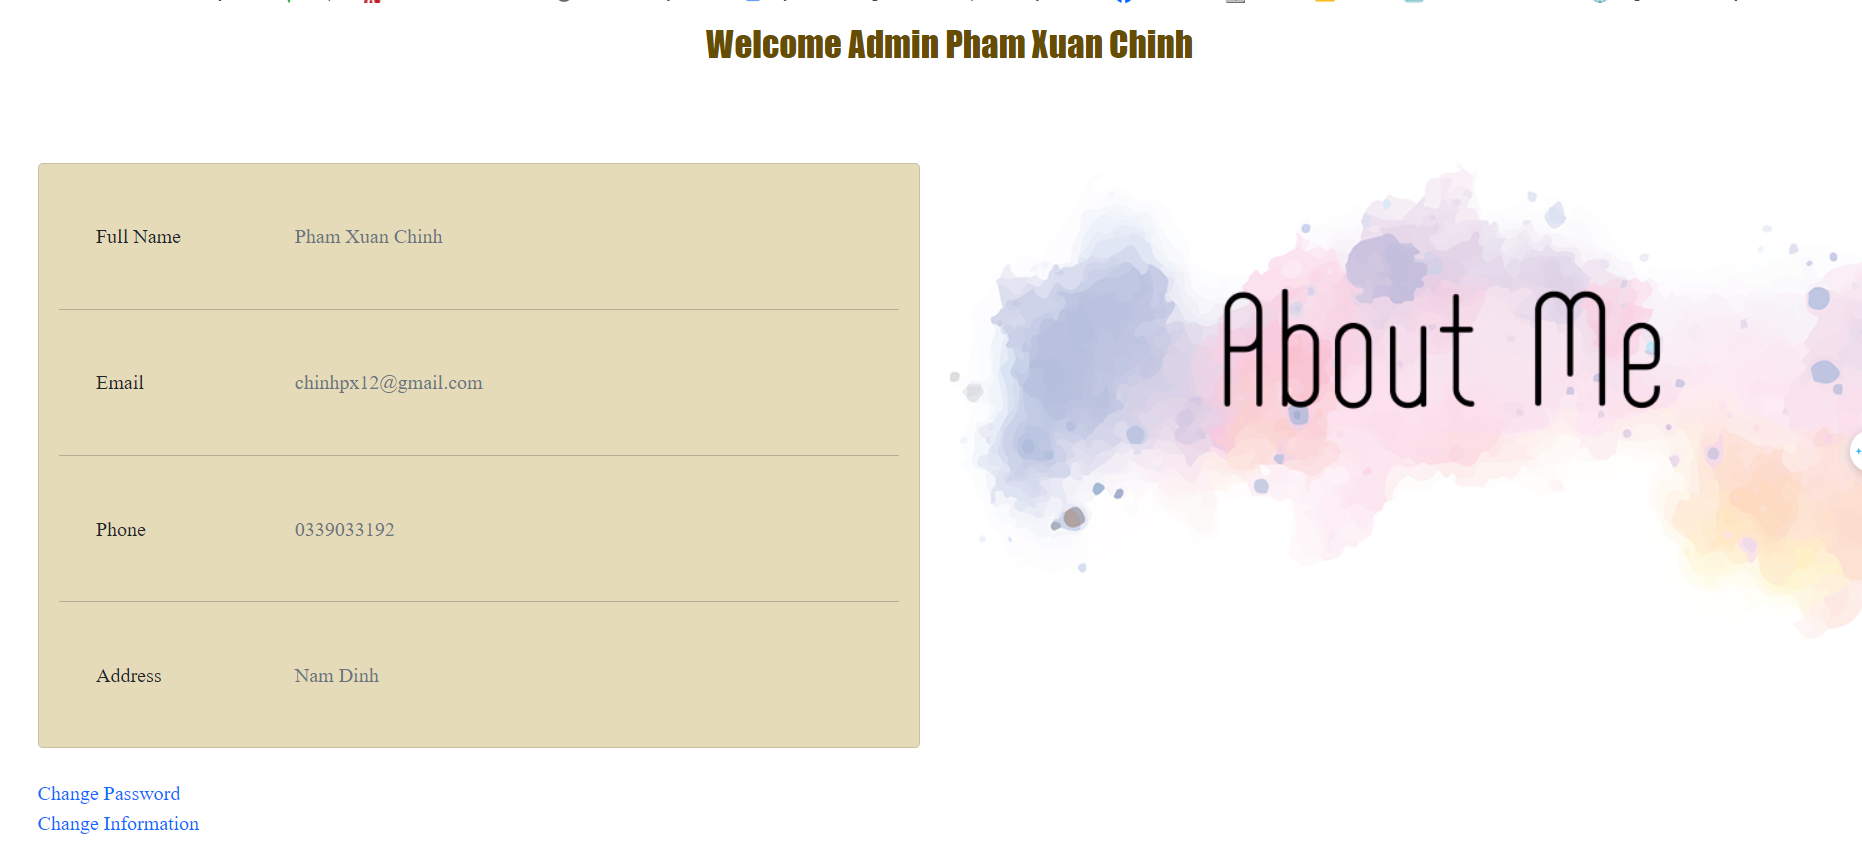 Welcome Admin Pham Xuan Chinh
Full Name Pham Xuan Chinh
Email chinhpx12@gmail.com
Phone 0339033192
Address Nam Dinh
About Me
Change Password
Change Information